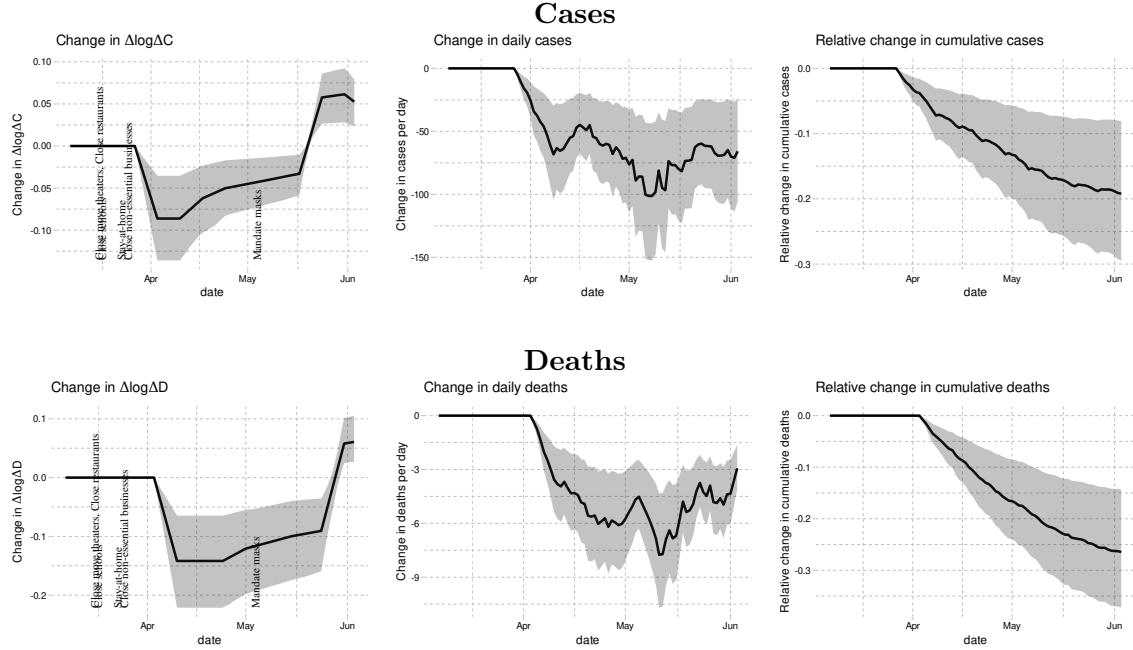 Cases
Change in ΔlogΔC
Change in ΔlogΔC
0.10
0.05
0.00
-0.05
-0.10
Close movie theaters, Close restaurants
Close schools
Stay-at-home
Close non-essential businesses
Mandate masks
Apr
May
Jun
date
Change in daily cases
Change in cases per day
0
-50
-100
-150
Apr
May
Jun
date
Relative change in cumulative cases
Relative change in cumulative cases
0.0
-0.1
-0.2
-0.3
Apr
May
Jun
date
Deaths
Change in ΔlogΔD
Change in ΔlogΔD
0.1
0.0
-0.1
-0.2
Close movie theaters, Close restaurants
Close schools
Stay-at-home
Close non-essential businesses
Mandate masks
Apr
May
Jun
date
Change in daily deaths
Change in deaths per day
0
-3
-6
-9
Apr
May
Jun
date
Relative change in cumulative deaths
Relative change in cumulative deaths
0.0
-0.1
-0.2
-0.3
Apr
May
Jun
date